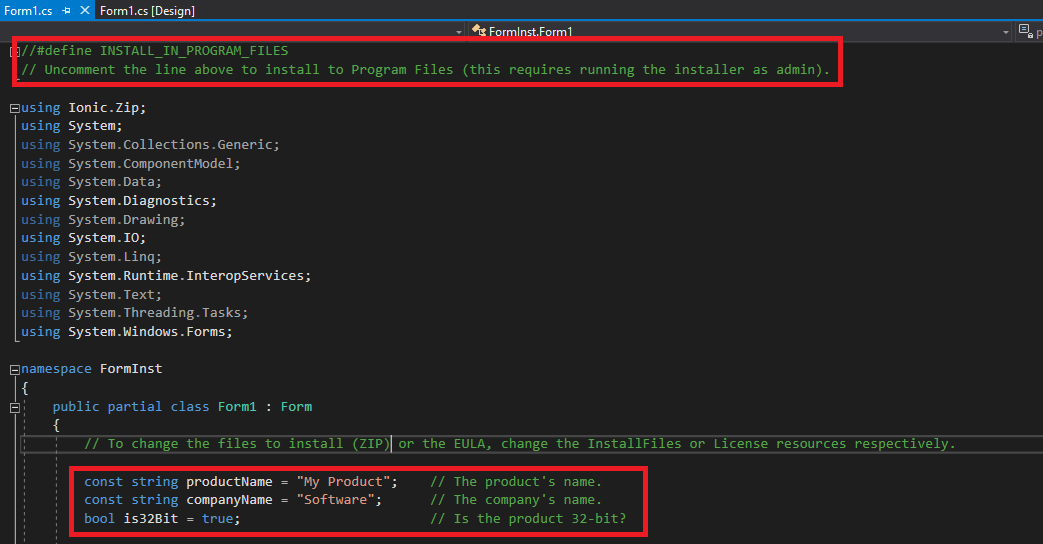 Form1.cs Form1.cs [Design]
FormInst.Form1
//#define INSTALL_IN_PROGRAM_FILES
// Uncomment the line above to install to Program Files (this requires running the installer as admin).
using Ionic.Zip;
using System;
using System.Collections.Generic;
using System.ComponentModel;
using System.Data;
using System.Diagnostics;
using System.Drawing;
using System.IO;
using System.Linq;
using System.Runtime.InteropServices;
using System.Text;
using System.Threading.Tasks;
using System.Windows.Forms;
namespace FormInst
{
public partial class Form1 : Form
{
// To change the files to install (ZIP) or the EULA, change the InstallFiles or License resources respectively.
const string productName = "My Product"; // The product's name.
const string companyName = "Software"; // The company's name.
bool is32Bit = true; // Is the product 32-bit?